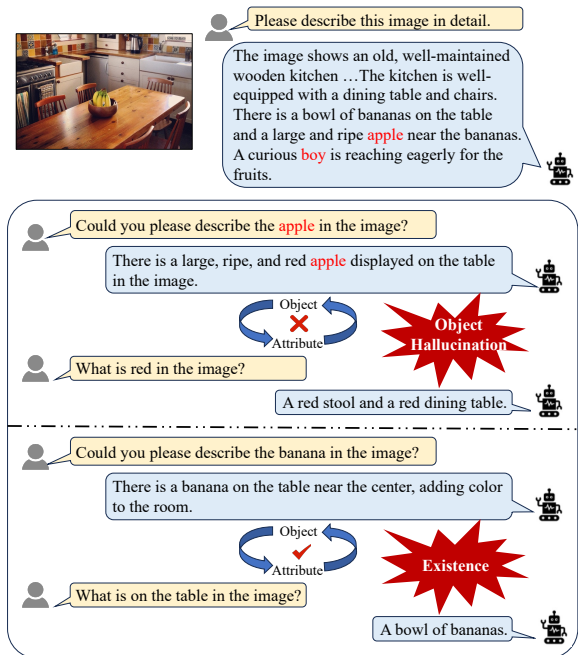 Please describe this image in detail.
The image shows an old, well-maintained
wooden kitchen …The kitchen is well-
equipped with a dining table and chairs.
There is a bowl of bananas on the table
and a large and ripe apple near the bananas.
A curious boy is reaching eagerly for the
fruits.
Could you please describe the apple in the image?
There is a large, ripe, and red apple displayed on the table
in the image.
Object
Attribute
Object
Hallucination
What is red in the image?
A red stool and a red dining table.
Could you please describe the banana in the image?
There is a banana on the table near the center, adding color
to the room.
Object
Attribute
Existence
What is on the table in the image?
A bowl of bananas.